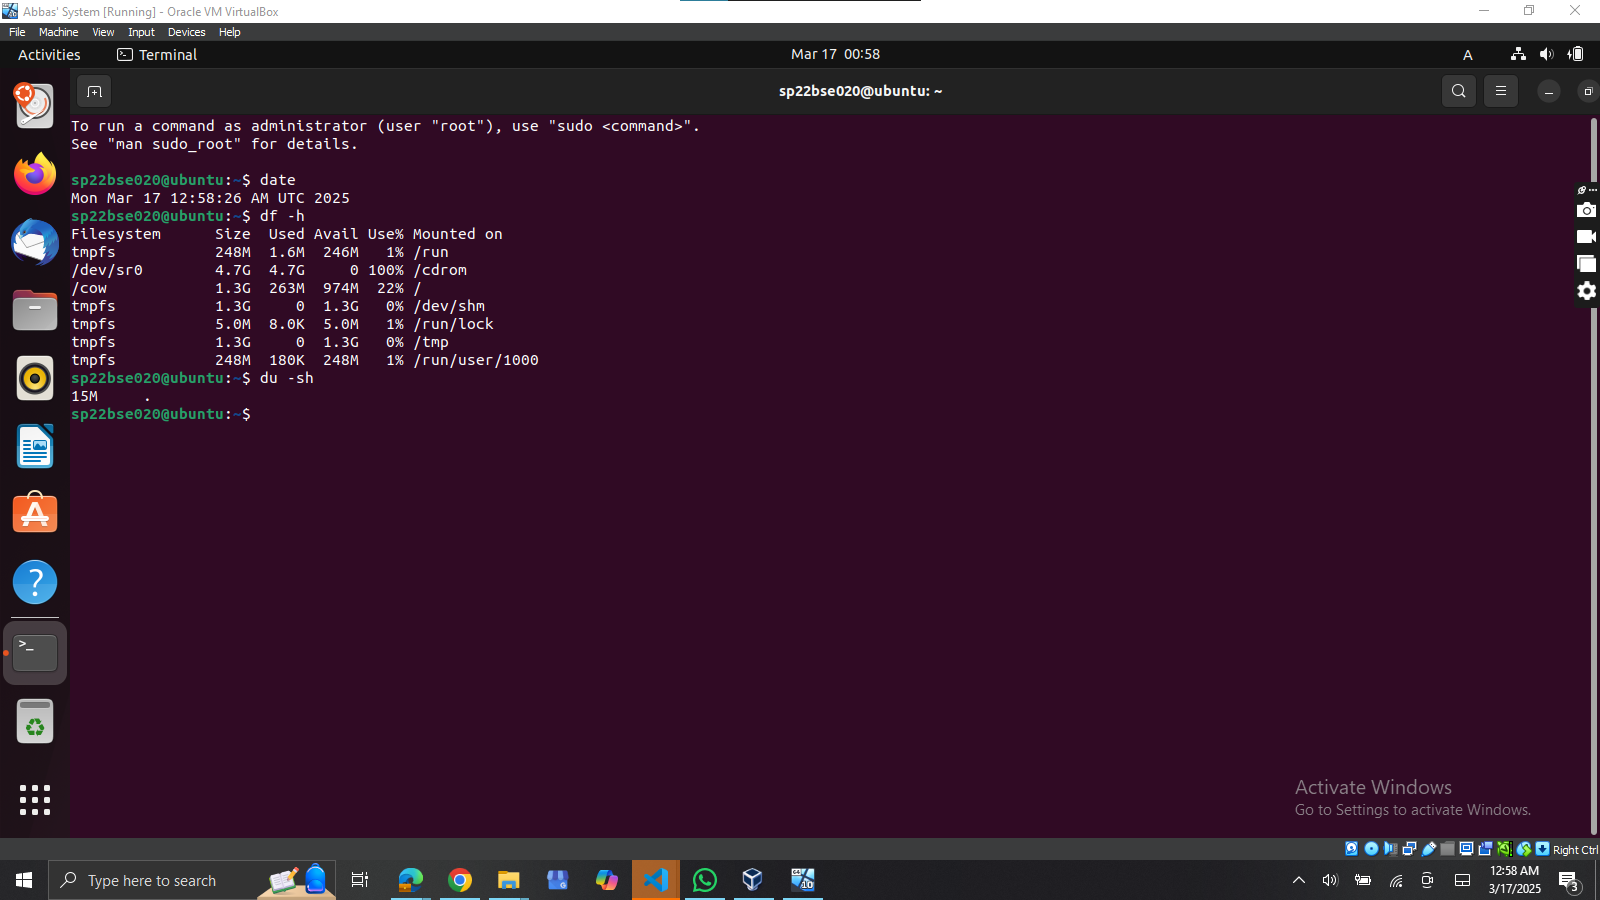 Abbas' System [Running] - Oracle VM VirtualBox
File Machine View Input Devices Help
Activities Terminal Mar 17 00:58 A
sp22bse020@ubuntu: ~
To run a command as administrator (user "root"), use "sudo <command>".
See "man sudo_root" for details.
sp22bse020@ubuntu:~$ date
Mon Mar 17 12:58:26 AM UTC 2025
sp22bse020@ubuntu:~$ df -h
Filesystem Size Used Avail Use% Mounted on
tmpfs 248M 1.6M 246M 1% /run
/dev/sr0 4.7G 4.7G 0 100% /cdrom
/cow 1.3G 263M 974M 22% /
tmpfs 1.3G 0 1.3G 0% /dev/shm
tmpfs 5.0M 8.0K 5.0M 1% /run/lock
tmpfs 1.3G 0 1.3G 0% /tmp
tmpfs 248M 180K 248M 1% /run/user/1000
sp22bse020@ubuntu:~$ du -sh
15M .
sp22bse020@ubuntu:~$
Activate Windows
Go to Settings to activate Windows.
Right Ctrl
Type here to search
12:58 AM
3/17/2025
3